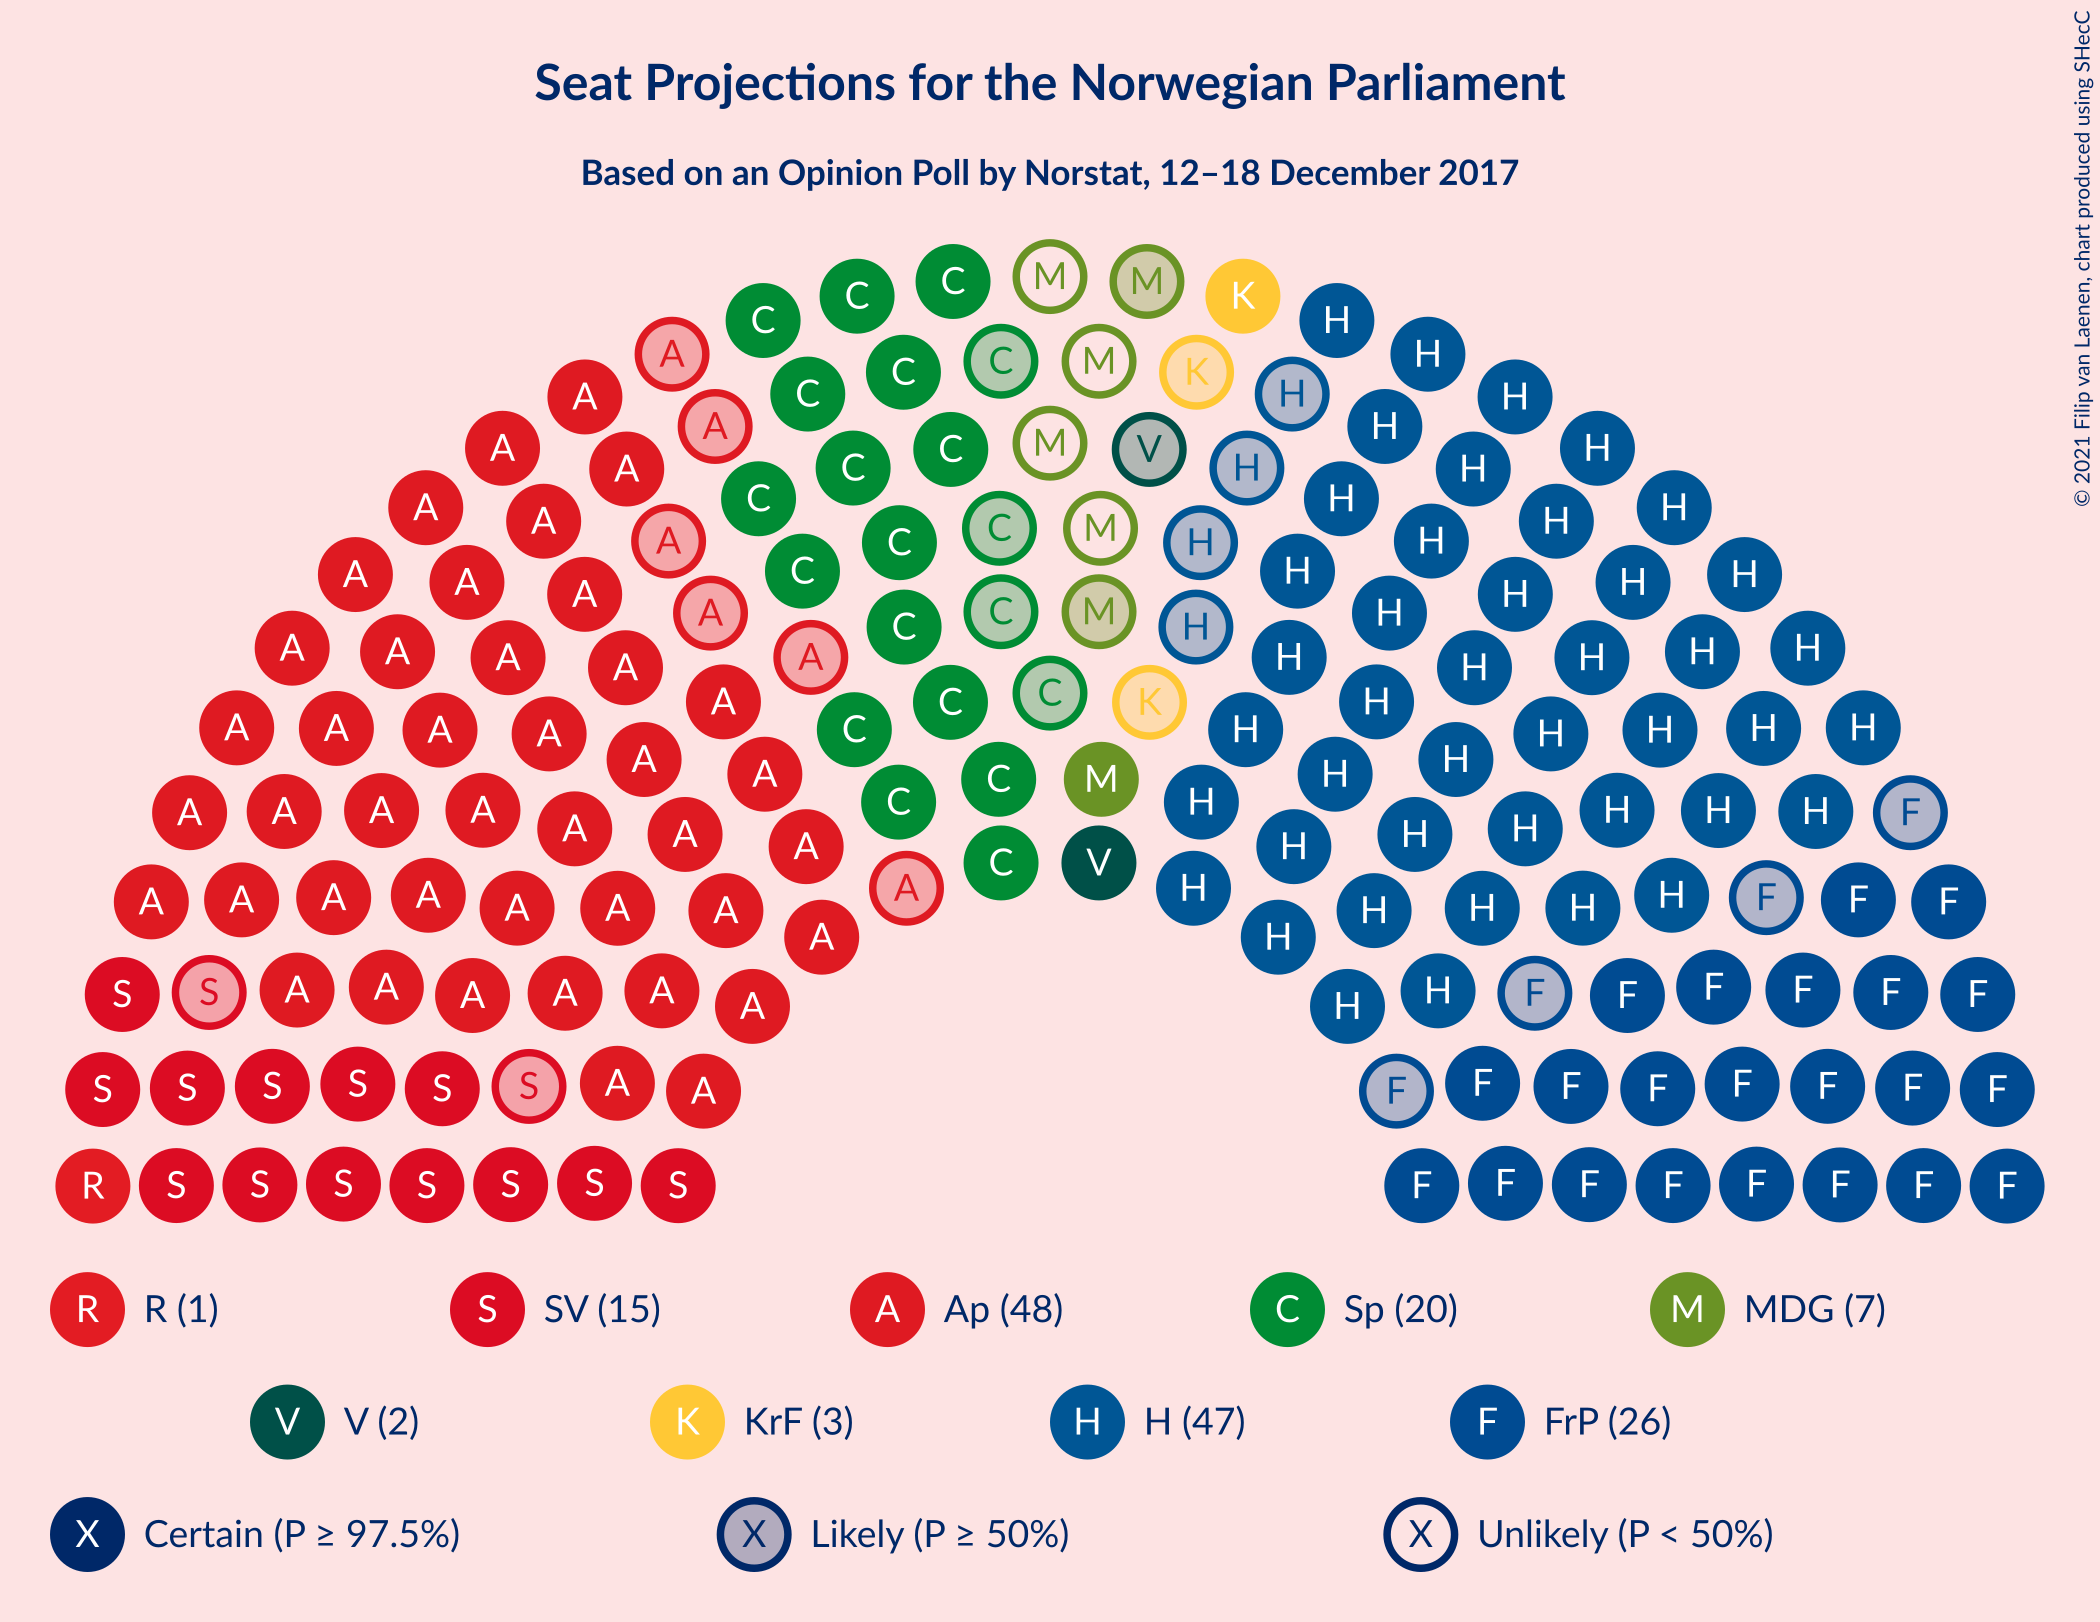 Seat Projections for the Norwegian Parliament
Based on an Opinion Poll by Norstat, 12–18 December 2017
© 2021 Filip van Laenen, chart produced using SHecC
C M M K
C C H
A C C M K H H
A C C C H H
A A C C M V H H H
A A C C H H H
A A A C C M H H H H
A A A C C H H H
A A A A C C M H H H H
A A A A C K H H H H
A A A A A C C H H H H H
A A A A A C M H H H H H
A A A A A C H H H H F
A A A A A A C V H H H H F F F
S S A A A A A A A H H H F F F F F F
S S S S S S A A F F F F F F F F
R S S S S S S S F F F F F F F F
R R (1) S SV (15) A Ap (48) C Sp (20) M MDG (7)
V V (2) K KrF (3) H H (47) F FrP (26)
X Certain (P ≥ 97.5%) X Likely (P ≥ 50%) X Unlikely (P < 50%)